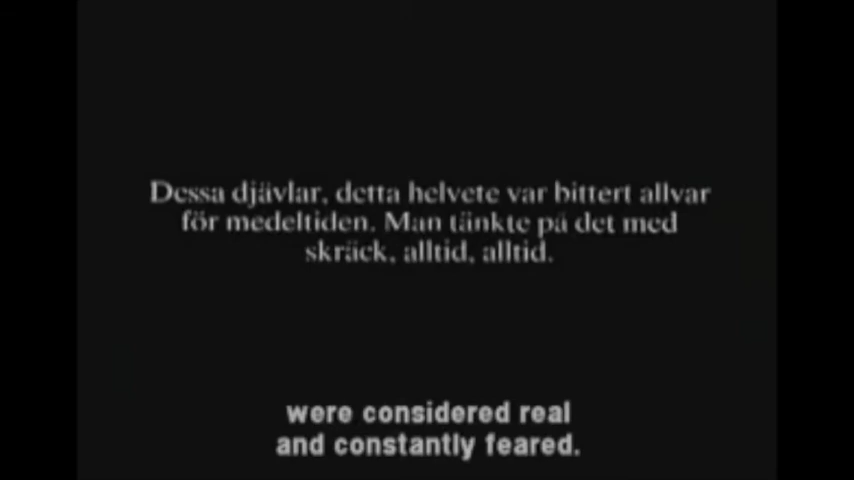 Dessa djävlar, detta helvete var bittert allvar
för medeltiden. Man tänkte på det med
skräck, alltid, alltid.
were considered real
and constantly feared.